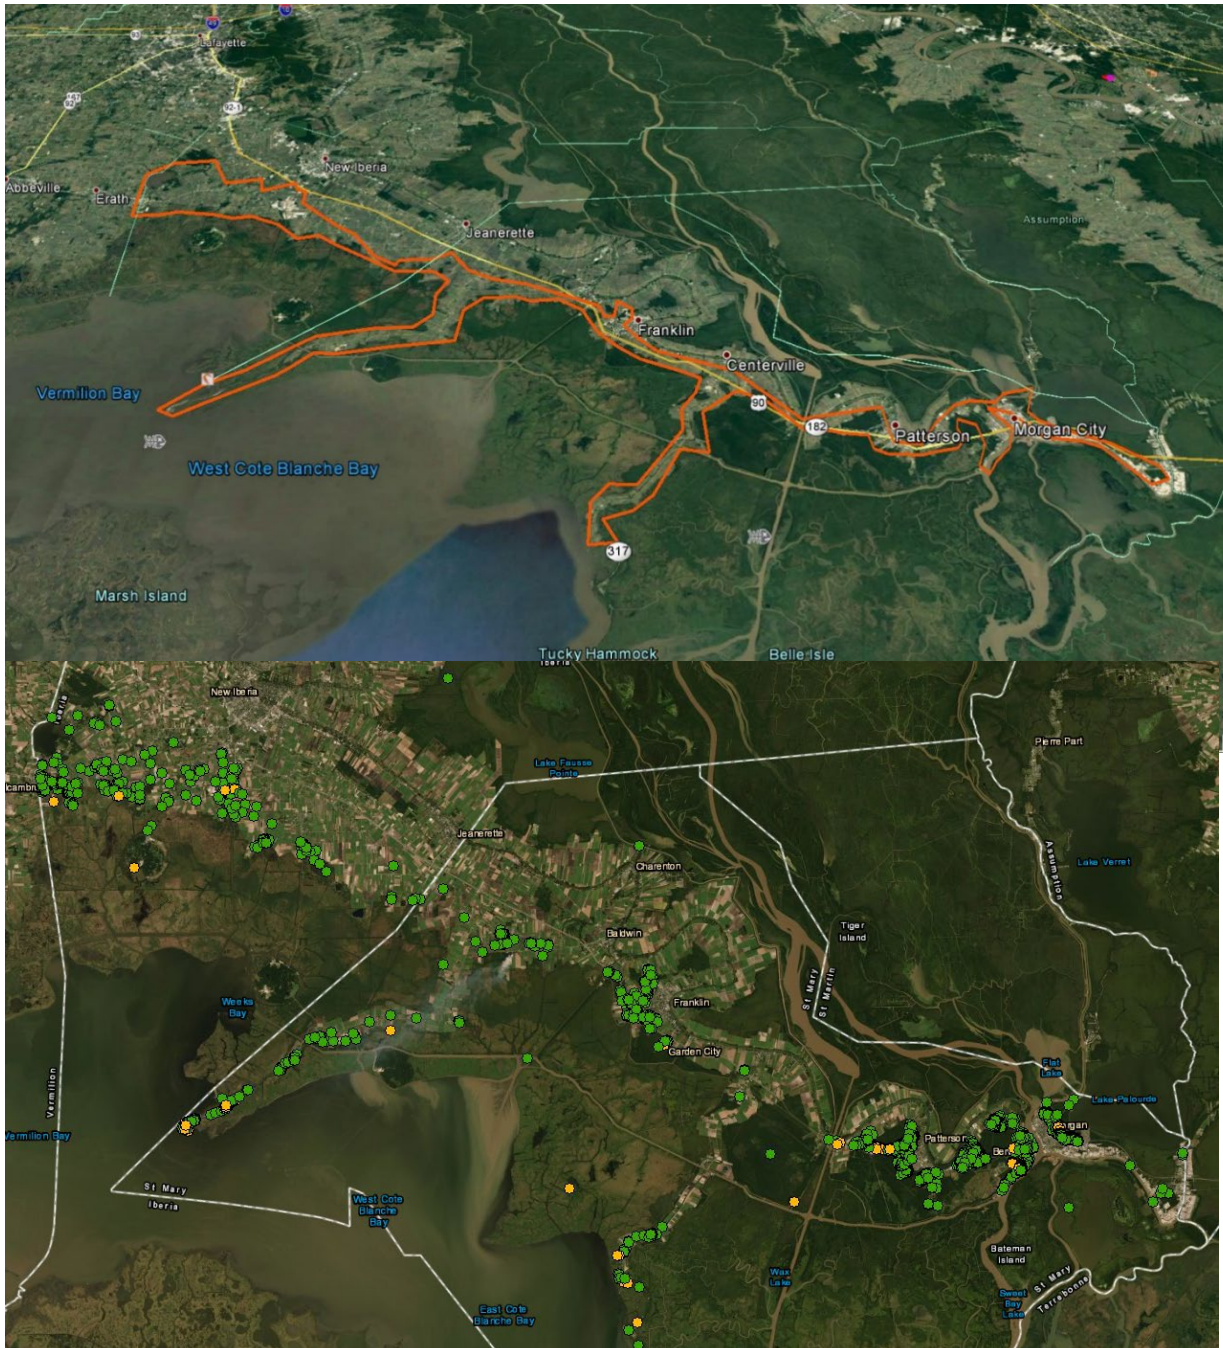 Lafayette
92-1
New Iberia
Abbeville
Erath
Jeanerette
Assumption
Franklin
Centerville
Vermilion Bay
90
182
Patterson
Morgan City
West Cote Blanche Bay
317
Marsh Island
Tucky Hammock
Belle Isle
Iberia
New Iberia
Iberia
Pierre Part
Lake Fausse
Pointe
Jeanerette
Charenton
Lake Verret
Assumption
Baldwin
Tiger
Island
St Mary
St Martin
Weeks
Bay
Franklin
Garden City
Flat
Lake
Vermilion
Lake Palourde
Vermilion Bay
Patterson
St Mary
Iberia
West Cote
Blanche
Bay
Bateman
Island
Wax
Lake
St Mary
Terrebonne
Sweet
Bay
Lake
East Cote
Blanche Bay